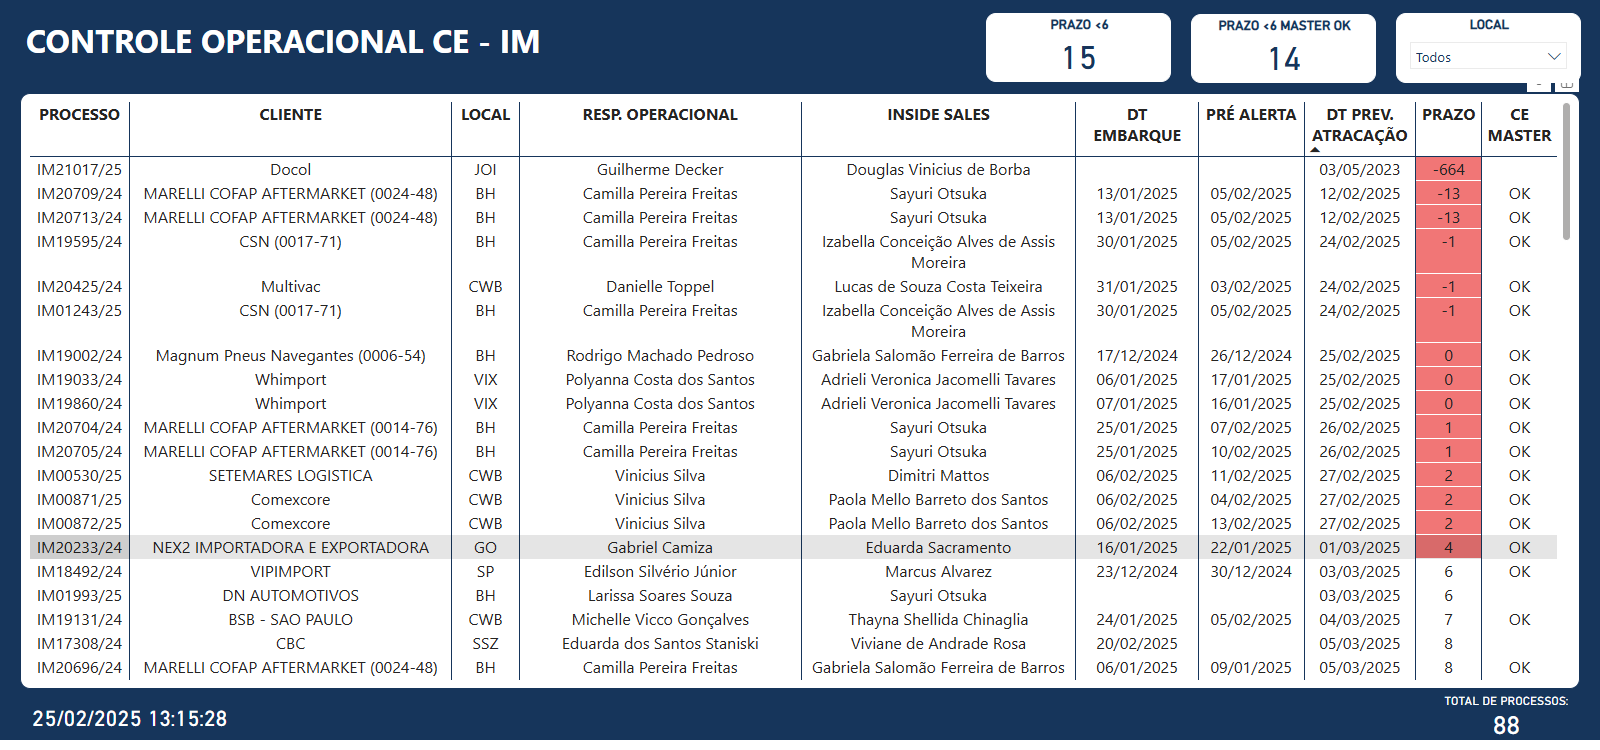 CONTROLE OPERACIONAL CE - IM
PRAZO <6
15
PRAZO <6 MASTER OK
14
LOCAL
Todos
PROCESSO CLIENTE LOCAL RESP. OPERACIONAL INSIDE SALES DT EMBARQUE PRÉ ALERTA DT PREV. ATRACAÇÃO PRAZO CE MASTER
IM21017/25 Docol JOI Guilherme Decker Douglas Vinicius de Borba 03/05/2023 -664
IM20709/24 MARELLI COFAP AFTERMARKET (0024-48) BH Camilla Pereira Freitas Sayuri Otsuka 13/01/2025 05/02/2025 12/02/2025 -13 OK
IM20713/24 MARELLI COFAP AFTERMARKET (0024-48) BH Camilla Pereira Freitas Sayuri Otsuka 13/01/2025 05/02/2025 12/02/2025 -13 OK
IM19595/24 CSN (0017-71) BH Camilla Pereira Freitas Izabella Conceição Alves de Assis Moreira 30/01/2025 05/02/2025 24/02/2025 -1 OK
IM20425/24 Multivac CWB Danielle Toppel Lucas de Souza Costa Teixeira 31/01/2025 03/02/2025 24/02/2025 -1 OK
IM01243/25 CSN (0017-71) BH Camilla Pereira Freitas Izabella Conceição Alves de Assis Moreira 30/01/2025 05/02/2025 24/02/2025 -1 OK
IM19002/24 Magnum Pneus Navegantes (0006-54) BH Rodrigo Machado Pedroso Gabriela Salomão Ferreira de Barros 17/12/2024 26/12/2024 25/02/2025 0 OK
IM19033/24 Whimport VIX Polyanna Costa dos Santos Adrieli Veronica Jacomelli Tavares 06/01/2025 17/01/2025 25/02/2025 0 OK
IM19860/24 Whimport VIX Polyanna Costa dos Santos Adrieli Veronica Jacomelli Tavares 07/01/2025 16/01/2025 25/02/2025 0 OK
IM20704/24 MARELLI COFAP AFTERMARKET (0014-76) BH Camilla Pereira Freitas Sayuri Otsuka 25/01/2025 07/02/2025 26/02/2025 1 OK
IM20705/24 MARELLI COFAP AFTERMARKET (0014-76) BH Camilla Pereira Freitas Sayuri Otsuka 25/01/2025 10/02/2025 26/02/2025 1 OK
IM00530/25 SETEMARES LOGISTICA CWB Vinicius Silva Dimitri Mattos 06/02/2025 11/02/2025 27/02/2025 2 OK
IM00871/25 Comexcore CWB Vinicius Silva Paola Mello Barreto dos Santos 06/02/2025 04/02/2025 27/02/2025 2 OK
IM00872/25 Comexcore CWB Vinicius Silva Paola Mello Barreto dos Santos 06/02/2025 13/02/2025 27/02/2025 2 OK
IM20233/24 NEX2 IMPORTADORA E EXPORTADORA GO Gabriel Camiza Eduarda Sacramento 16/01/2025 22/01/2025 01/03/2025 4 OK
IM18492/24 VIPIMPORT SP Edilson Silvério Júnior Marcus Alvarez 23/12/2024 30/12/2024 03/03/2025 6 OK
IM01993/25 DN AUTOMOTIVOS BH Larissa Soares Souza Sayuri Otsuka 03/03/2025 6
IM19131/24 BSB - SAO PAULO CWB Michelle Vicco Gonçalves Thayna Shellida Chinaglia 24/01/2025 05/02/2025 04/03/2025 7 OK
IM17308/24 CBC SSZ Eduarda dos Santos Staniski Viviane de Andrade Rosa 20/02/2025 05/03/2025 8
IM20696/24 MARELLI COFAP AFTERMARKET (0024-48) BH Camilla Pereira Freitas Gabriela Salomão Ferreira de Barros 06/01/2025 09/01/2025 05/03/2025 8 OK
25/02/2025 13:15:28
TOTAL DE PROCESSOS:
88